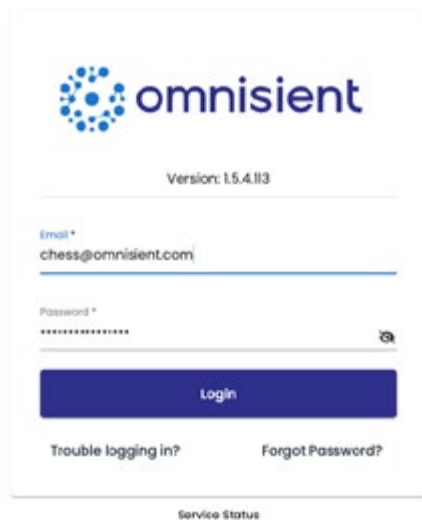 omnisient
Version: 1.5.4.113
Email *
chess@omnisient.com
Password *
***************
Login
Trouble logging in? Forgot Password?
Service Status